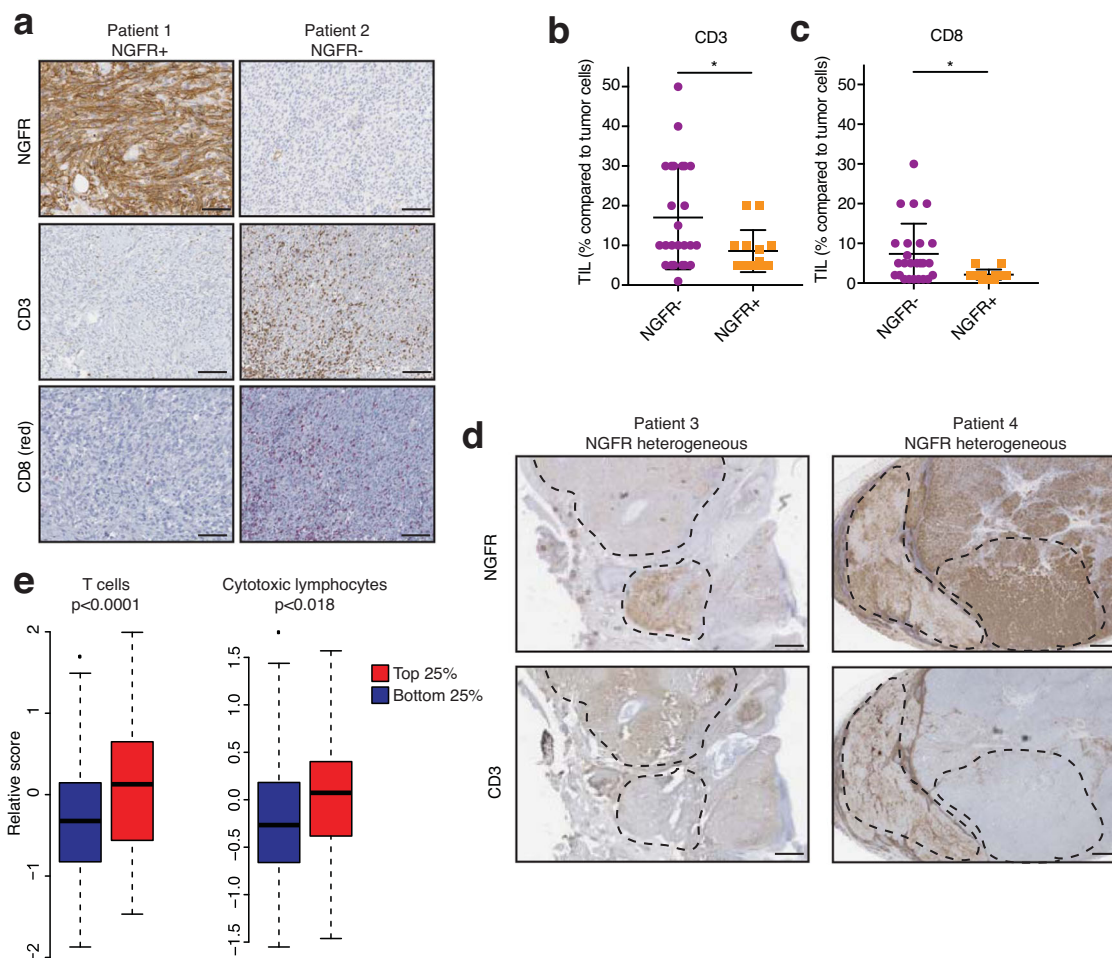 a
Patient 1
NGFR+
Patient 2
NGFR-
NGFR
CD3
CD8 (red)
b
CD3
*
TIL (% compared to tumor cells)
50
40
30
20
10
0
NGFR-
NGFR+
c
CD8
*
TIL (% compared to tumor cells)
50
40
30
20
10
0
NGFR-
NGFR+
d
Patient 3
NGFR heterogeneous
Patient 4
NGFR heterogeneous
NGFR
CD3
e
T cells
p<0.0001
Relative score
2
1
0
−1
−2
Cytotoxic lymphocytes
p<0.018
1.5
1.0
0.5
0.0
−0.5
−1.0
−1.5
Top 25%
Bottom 25%